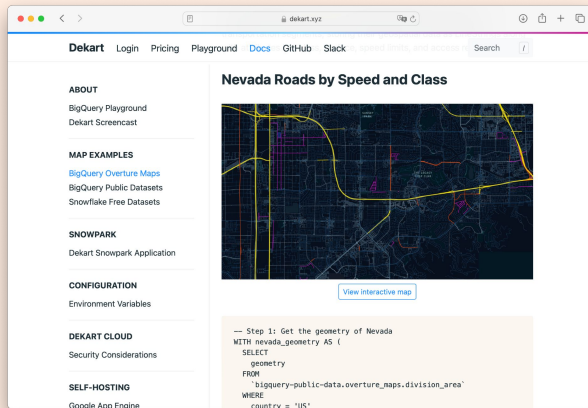 dekart.xyz
Dekart Login Pricing Playground Docs GitHub Slack Search /
ABOUT
BigQuery Playground
Dekart Screencast
MAP EXAMPLES
BigQuery Overture Maps
BigQuery Public Datasets
Snowflake Free Datasets
SNOWPARK
Dekart Snowpark Application
CONFIGURATION
Environment Variables
DEKART CLOUD
Security Considerations
SELF-HOSTING
Google App Engine
Nevada Roads by Speed and Class
View interactive map
-- Step 1: Get the geometry of Nevada
WITH nevada_geometry AS (
SELECT
geometry
FROM
`bigquery-public-data.overture_maps.division_area`
WHERE
country = 'US'